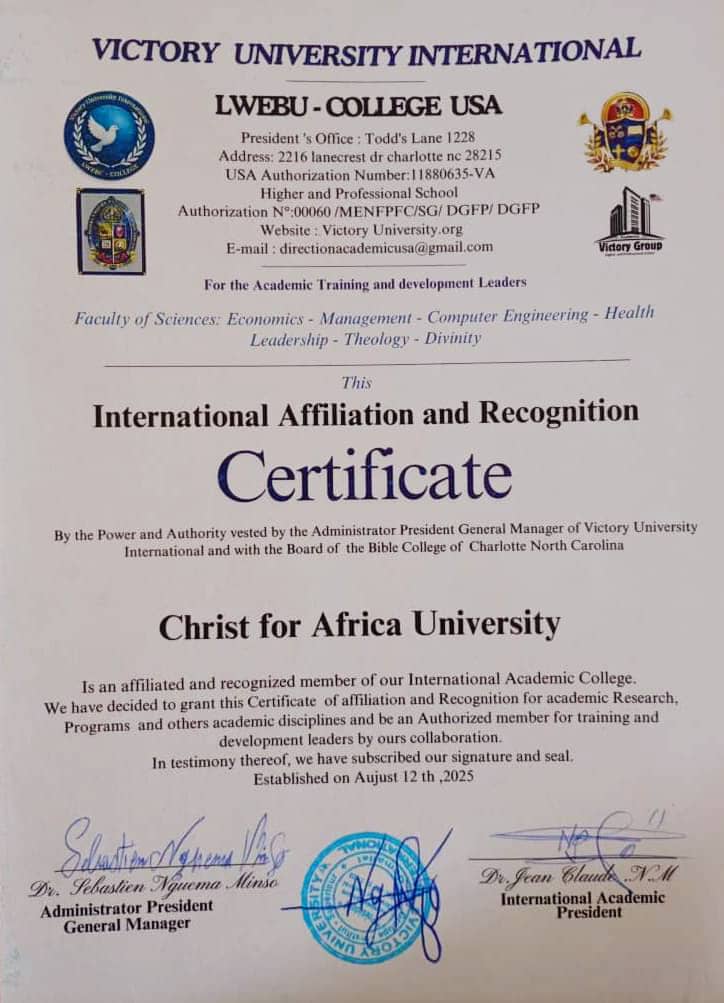 VICTORY UNIVERSITY INTERNATIONAL
LWEBU - COLLEGE USA
President 's Office : Todd's Lane 1228
Address: 2216 lanecrest dr charlotte nc 28215
USA Authorization Number:11880635-VA
Higher and Professional School
Authorization N°:00060 /MENFPFC/SG/ DGFP/ DGFP
Website : Victory University.org
E-mail : directionacademicusa@gmail.com
Victory Group
For the Academic Training and development Leaders
Faculty of Sciences: Economics - Management - Computer Engineering - Health
Leadership - Theology - Divinity
This
International Affiliation and Recognition
Certificate
By the Power and Authority vested by the Administrator President General Manager of Victory University
International and with the Board of the Bible College of Charlotte North Carolina
Christ for Africa University
Is an affiliated and recognized member of our International Academic College.
We have decided to grant this Certificate of affiliation and Recognition for academic Research,
Programs and others academic disciplines and be an Authorized member for training and
development leaders by ours collaboration.
In testimony thereof, we have subscribed our signature and seal.
Established on Aujust 12 th ,2025
Dr. Sebastien Nguema Minso
Administrator President
General Manager
VICTORY UNIVERSITY
Dr. Jean Claude .N.M
International Academic
President